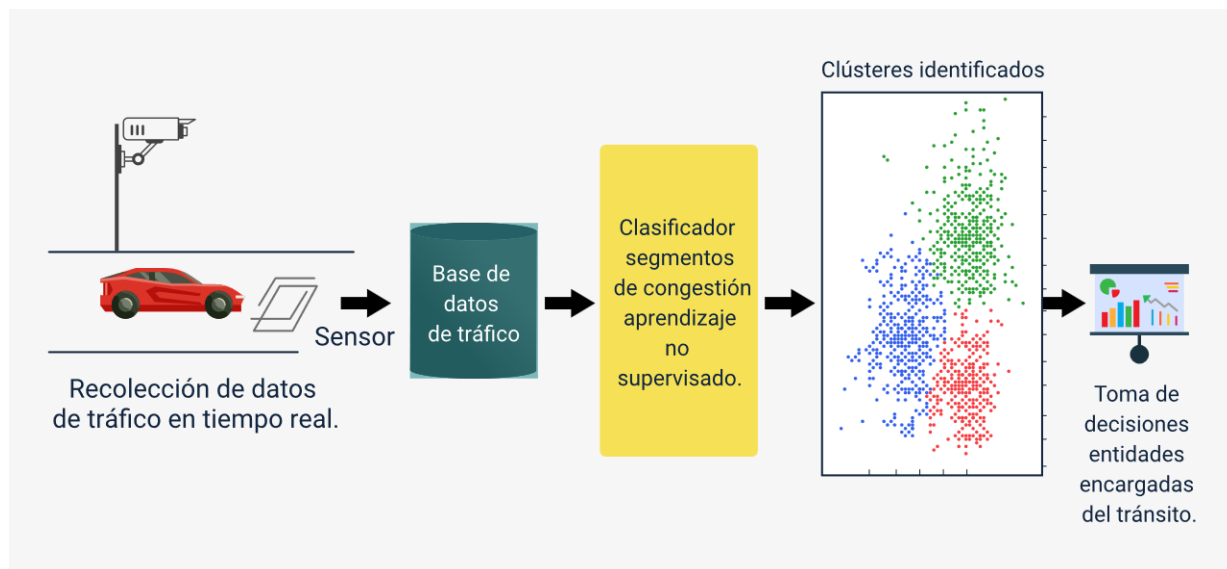 Clústeres identificados
Sensor
Recolección de datos
de tráfico en tiempo real.
Base de
datos
de tráfico
Clasificador
segmentos
de congestión
aprendizaje
no
supervisado.
Toma de
decisiones
entidades
encargadas
del tránsito.